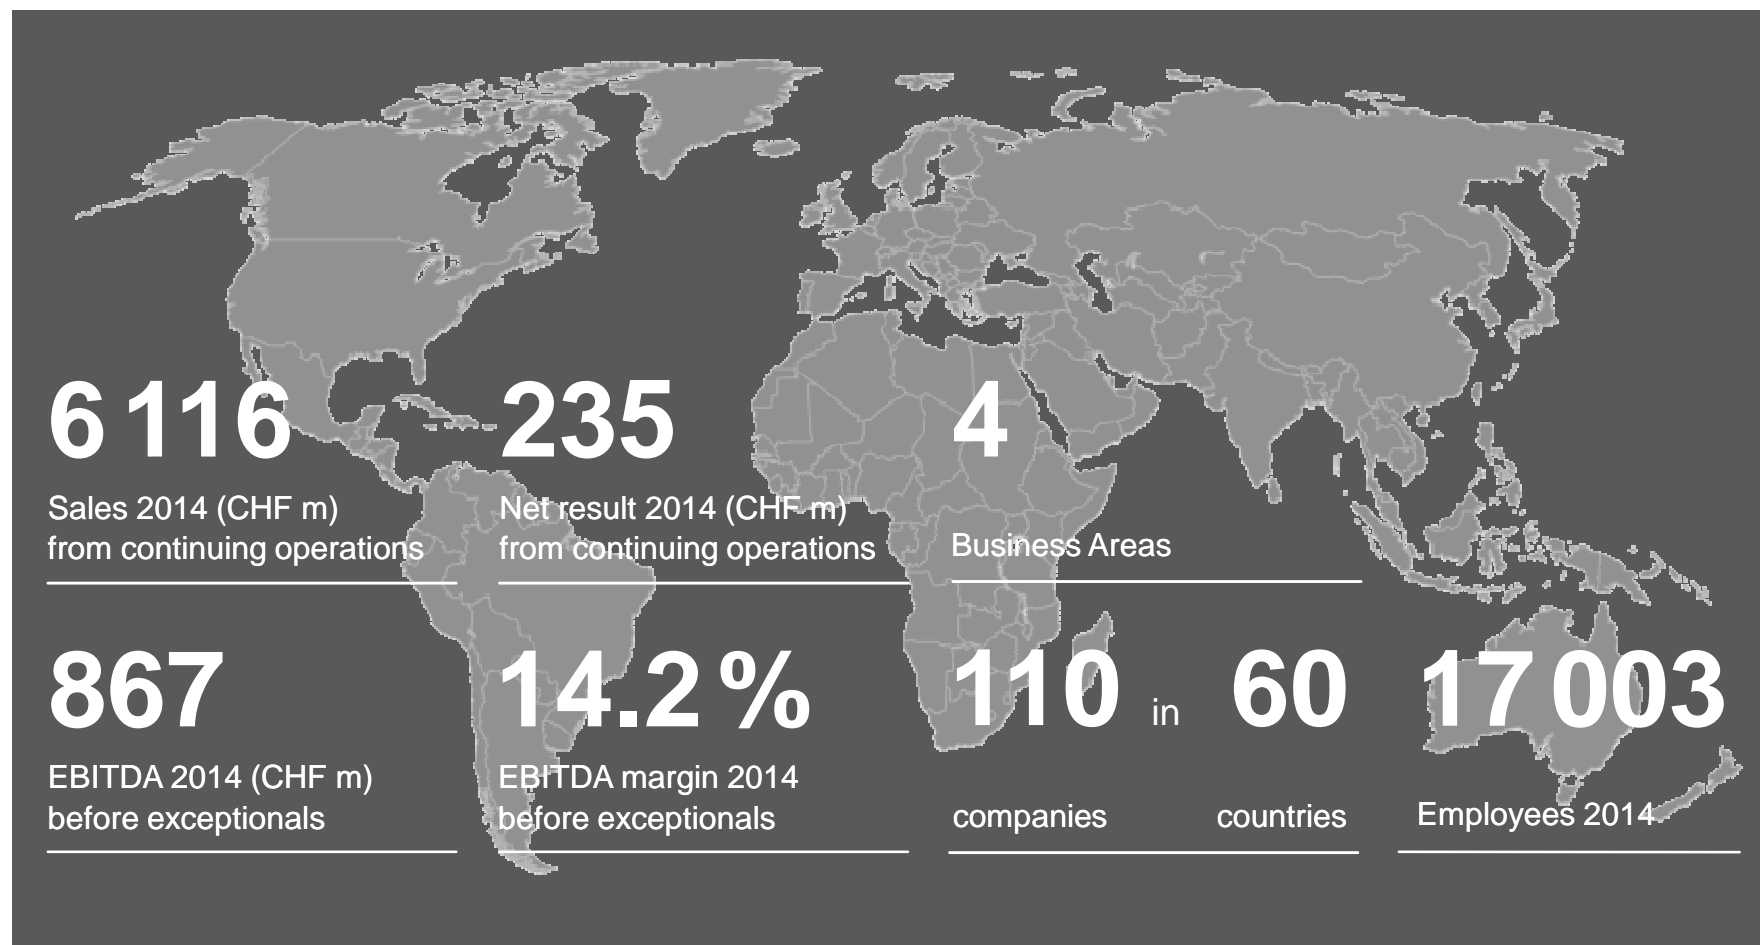 6 116
Sales 2014 (CHF m)
from continuing operations
235
Net result 2014 (CHF m)
from continuing operations
4
Business Areas
867
EBITDA 2014 (CHF m)
before exceptionals
14.2 %
EBITDA margin 2014
before exceptionals
110 in 60
companies countries
17 003
Employees 2014